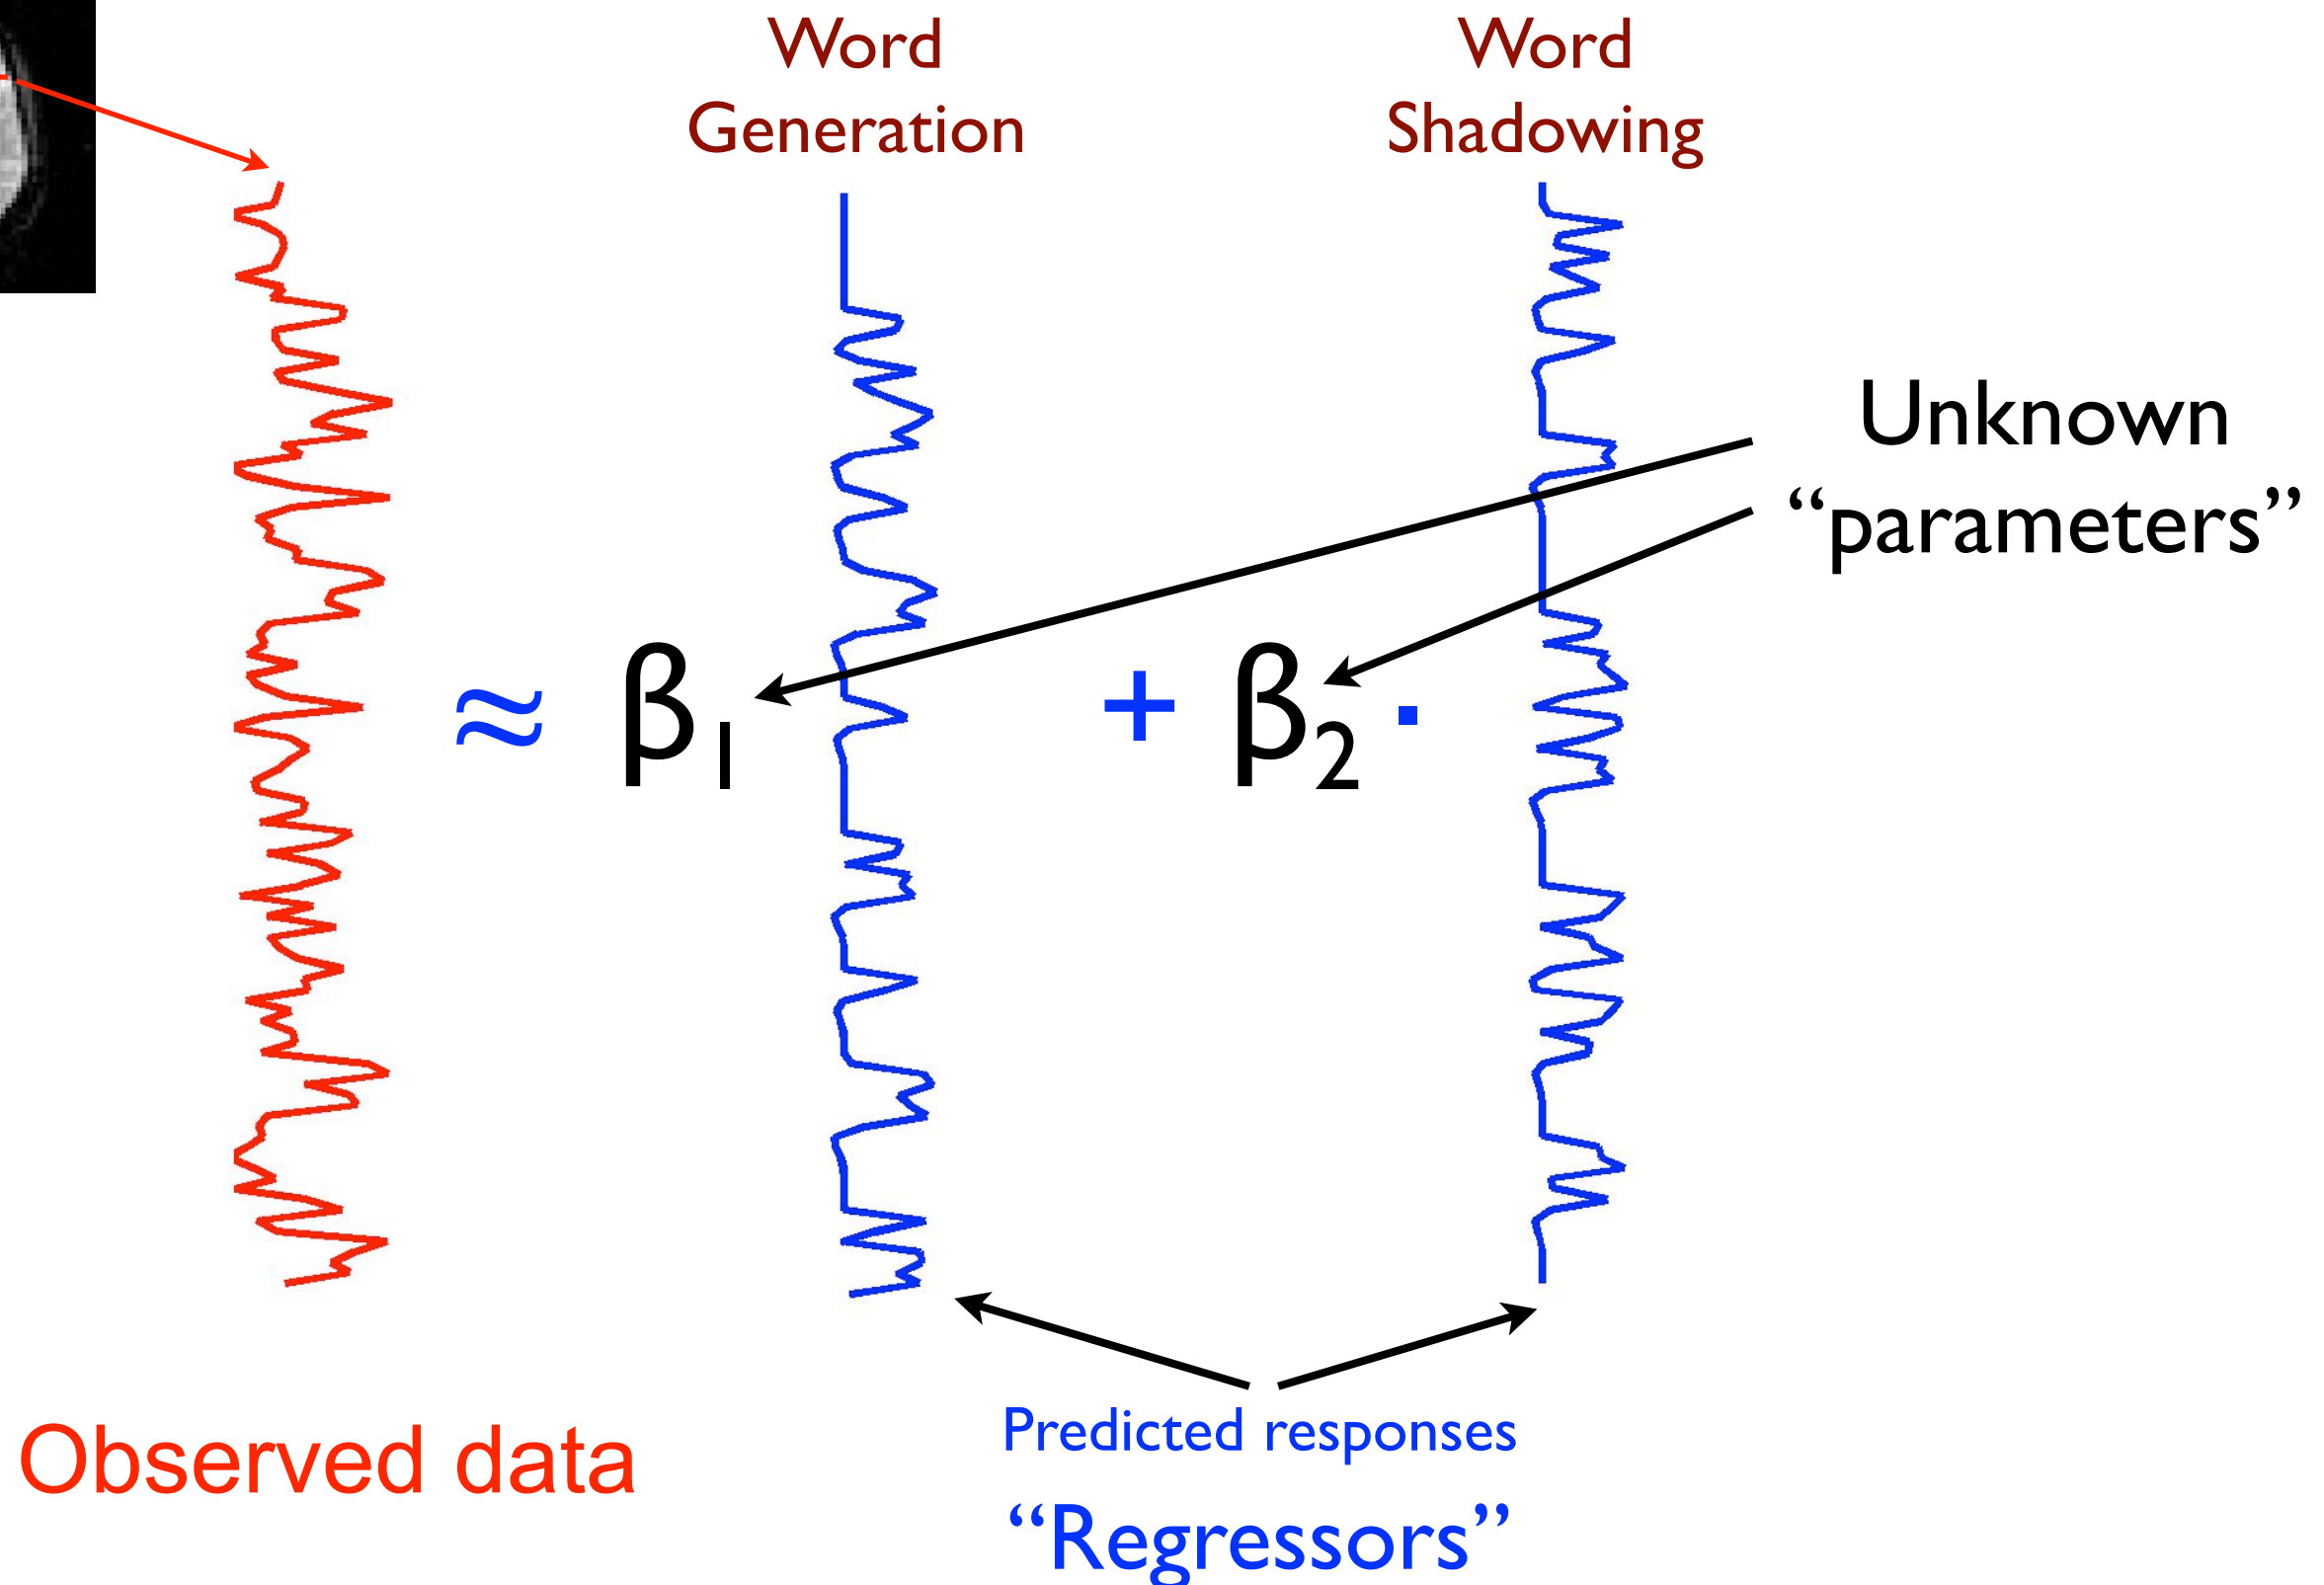 Word
Generation
Word
Shadowing
Unknown
“parameters”
≈ β1 + β2 ·
Observed data
Predicted responses
“Regressors”